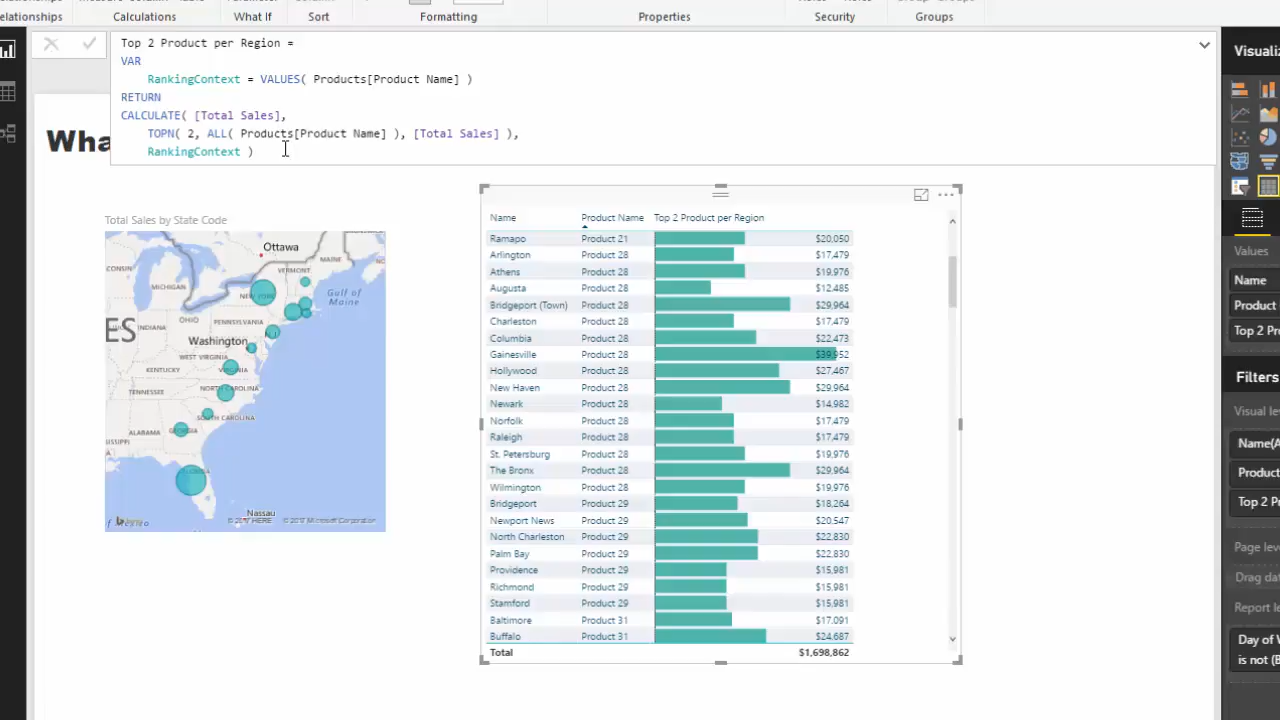 elationships
Calculations
What If
Sort
Formatting
Properties
Security
Groups
Top 2 Product per Region =
VAR
RankingContext = VALUES( Products[Product Name] )
RETURN
CALCULATE( [Total Sales],
TOPN( 2, ALL( Products[Product Name] ), [Total Sales] ),
RankingContext )
Wha
Total Sales by State Code
Ottawa
CONSIN
MAINE
MICHIGAN
VERMONT
NEW YORK
Gulf of
Maine
ES
INDIANA
OHIO
PENNSYLVANIA
Washington
WEST VIRGINIA
KENTUCKY
VIRGINIA
TENNESSEE
NORTH CAROLINA
SOUTH CAROLINA
ALABAMA
GEORGIA
FLORIDA
Nassau
© 2017 HERE © 2017 Microsoft Corporation
Name Product Name Top 2 Product per Region
Ramapo Product 21 $20,050
Arlington Product 28 $17,479
Athens Product 28 $19,976
Augusta Product 28 $12,485
Bridgeport (Town) Product 28 $29,964
Charleston Product 28 $17,479
Columbia Product 28 $22,473
Gainesville Product 28 $39,952
Hollywood Product 28 $27,467
New Haven Product 28 $29,964
Newark Product 28 $14,982
Norfolk Product 28 $17,479
Raleigh Product 28 $17,479
St. Petersburg Product 28 $19,976
The Bronx Product 28 $29,964
Wilmington Product 28 $19,976
Bridgeport Product 29 $18,264
Newport News Product 29 $20,547
North Charleston Product 29 $22,830
Palm Bay Product 29 $22,830
Providence Product 29 $15,981
Richmond Product 29 $15,981
Stamford Product 29 $15,981
Baltimore Product 31 $17,091
Buffalo Product 31 $24,687
Total $1,698,862
Visualiz
Values
Name
Product
Top 2 Pr
Filters
Visual le
Name(A
Product
Top 2 P
Page leve
Drag dat
Report le
Day of V
is not (B